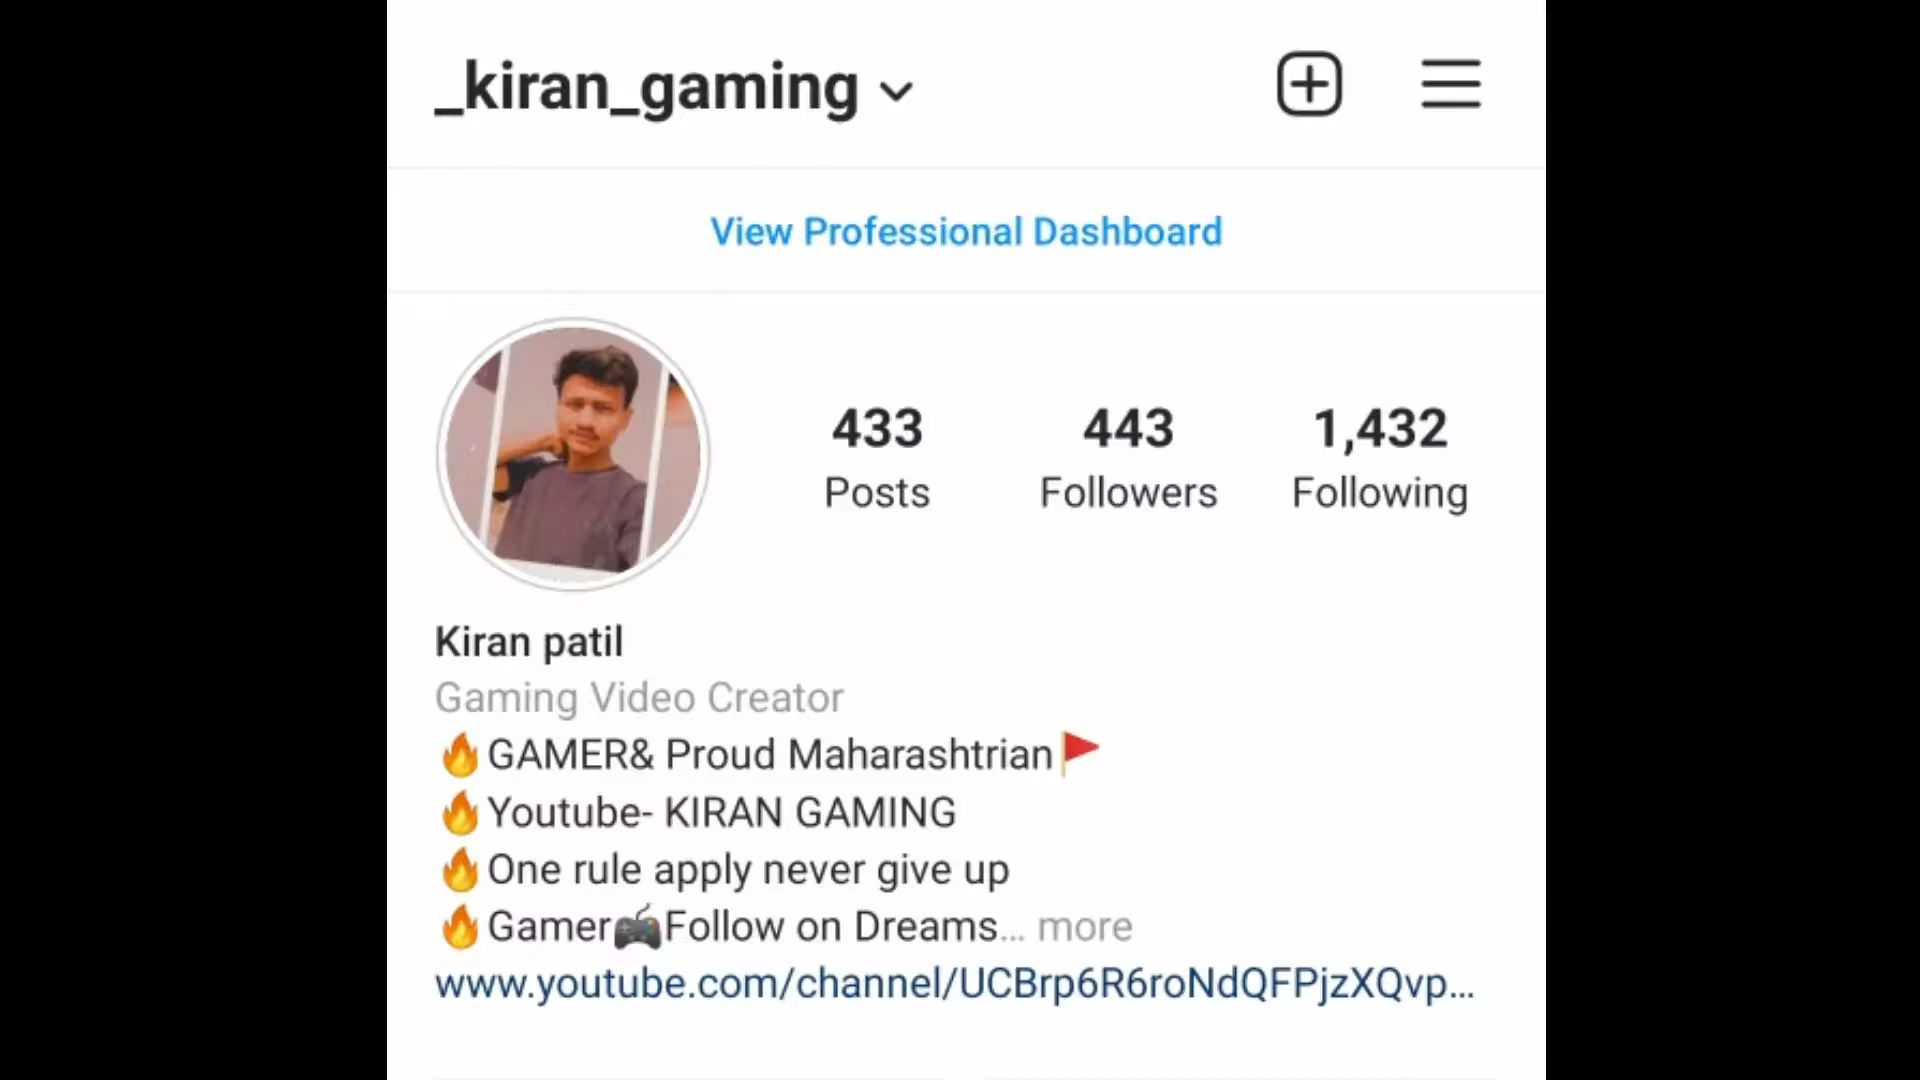 _kiran_gaming
View Professional Dashboard
433 443 1,432
Posts Followers Following
Kiran patil
Gaming Video Creator
🔥GAMER& Proud Maharashtrian🚩
🔥Youtube- KIRAN GAMING
🔥One rule apply never give up
🔥Gamer🎮Follow on Dreams... more
www.youtube.com/channel/UCBrp6R6roNdQFPjzXQvp...